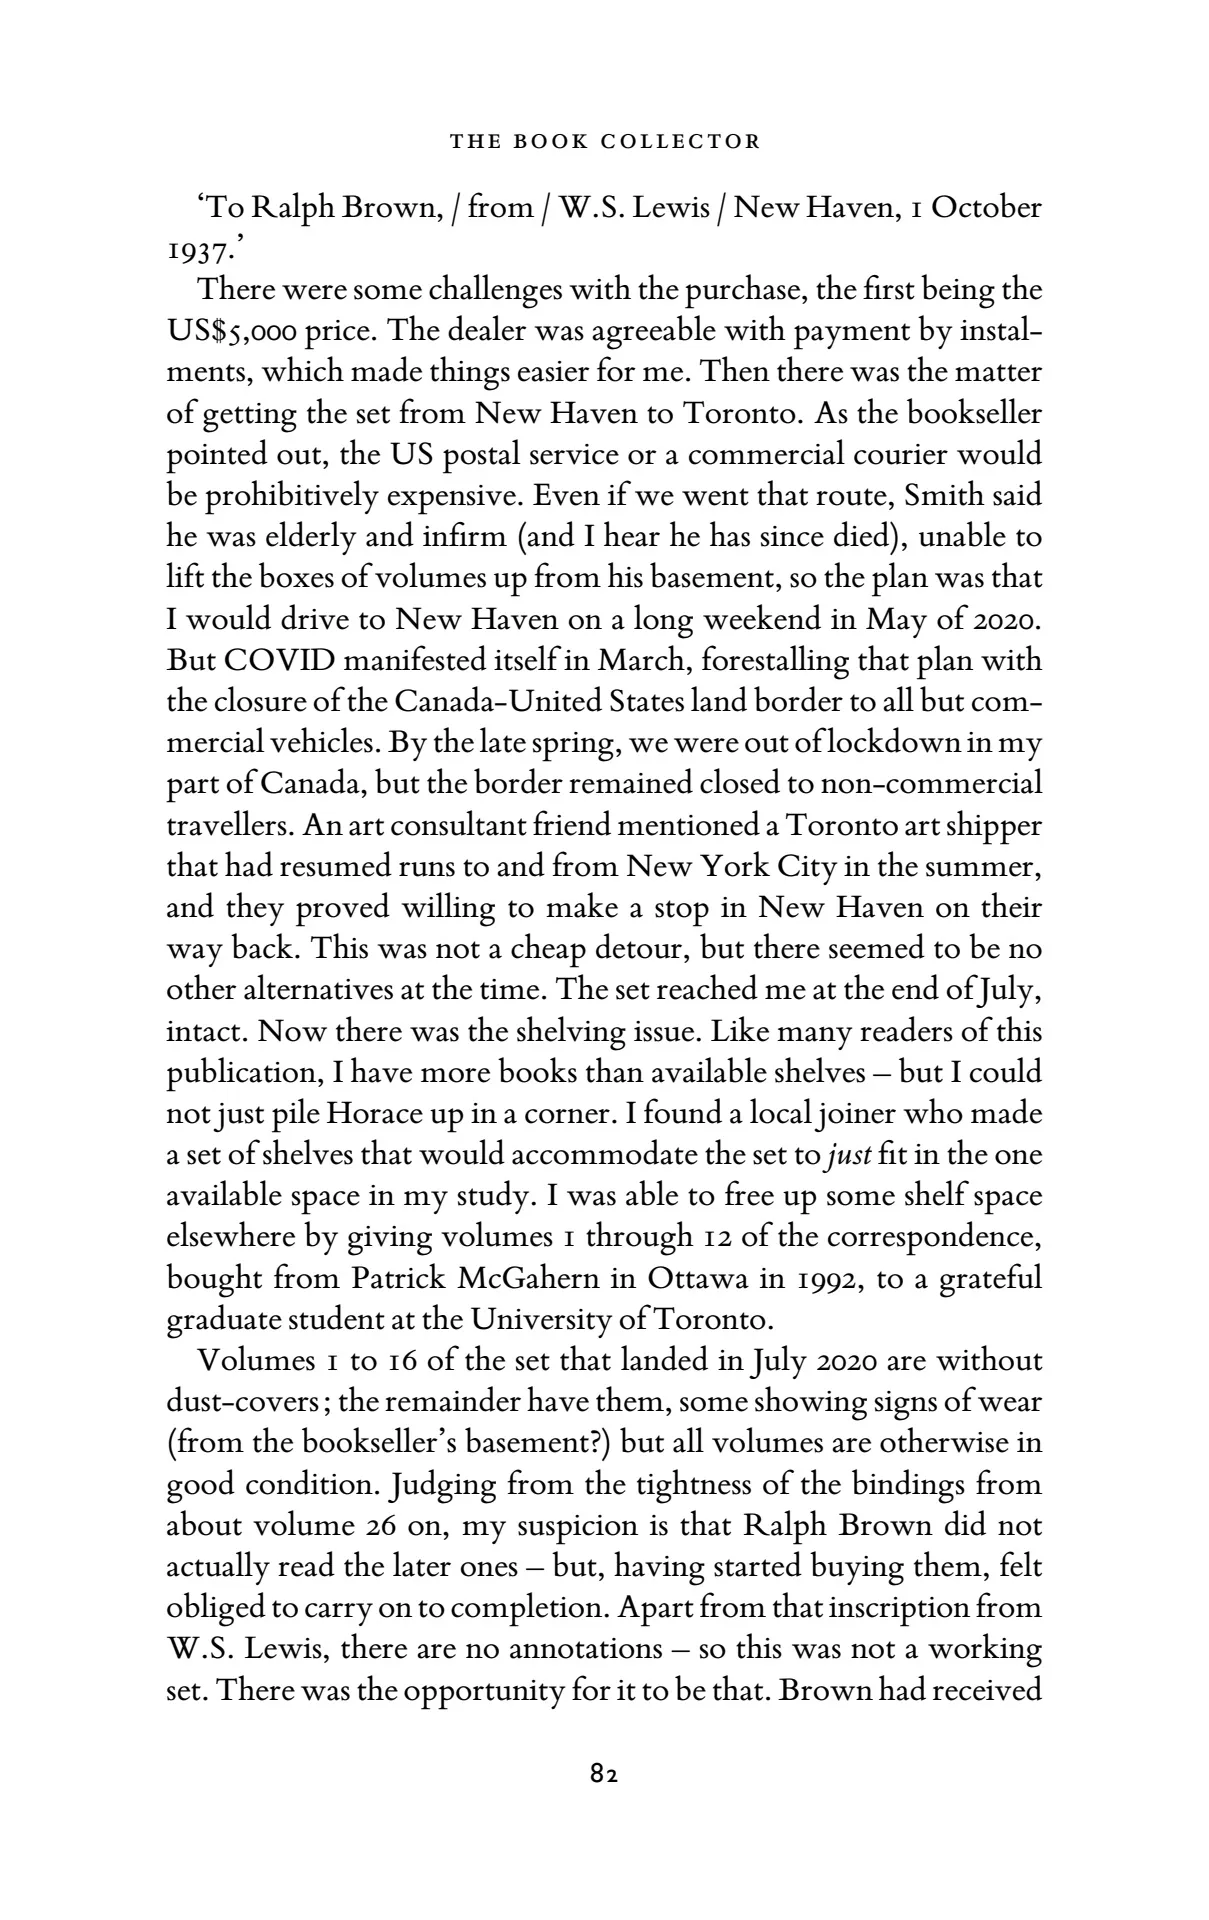 THE BOOK COLLECTOR
‘To Ralph Brown, / from / W.S. Lewis / New Haven, 1 October
1937.’
There were some challenges with the purchase, the first being the
US$5,000 price. The dealer was agreeable with payment by instal-
ments, which made things easier for me. Then there was the matter
of getting the set from New Haven to Toronto. As the bookseller
pointed out, the US postal service or a commercial courier would
be prohibitively expensive. Even if we went that route, Smith said
he was elderly and infirm (and I hear he has since died), unable to
lift the boxes of volumes up from his basement, so the plan was that
I would drive to New Haven on a long weekend in May of 2020.
But COVID manifested itself in March, forestalling that plan with
the closure of the Canada-United States land border to all but com-
mercial vehicles. By the late spring, we were out of lockdown in my
part of Canada, but the border remained closed to non-commercial
travellers. An art consultant friend mentioned a Toronto art shipper
that had resumed runs to and from New York City in the summer,
and they proved willing to make a stop in New Haven on their
way back. This was not a cheap detour, but there seemed to be no
other alternatives at the time. The set reached me at the end of July,
intact. Now there was the shelving issue. Like many readers of this
publication, I have more books than available shelves – but I could
not just pile Horace up in a corner. I found a local joiner who made
a set of shelves that would accommodate the set to just fit in the one
available space in my study. I was able to free up some shelf space
elsewhere by giving volumes 1 through 12 of the correspondence,
bought from Patrick McGahern in Ottawa in 1992, to a grateful
graduate student at the University of Toronto.
Volumes 1 to 16 of the set that landed in July 2020 are without
dust-covers; the remainder have them, some showing signs of wear
(from the bookseller’s basement?) but all volumes are otherwise in
good condition. Judging from the tightness of the bindings from
about volume 26 on, my suspicion is that Ralph Brown did not
actually read the later ones – but, having started buying them, felt
obliged to carry on to completion. Apart from that inscription from
W.S. Lewis, there are no annotations – so this was not a working
set. There was the opportunity for it to be that. Brown had received
82